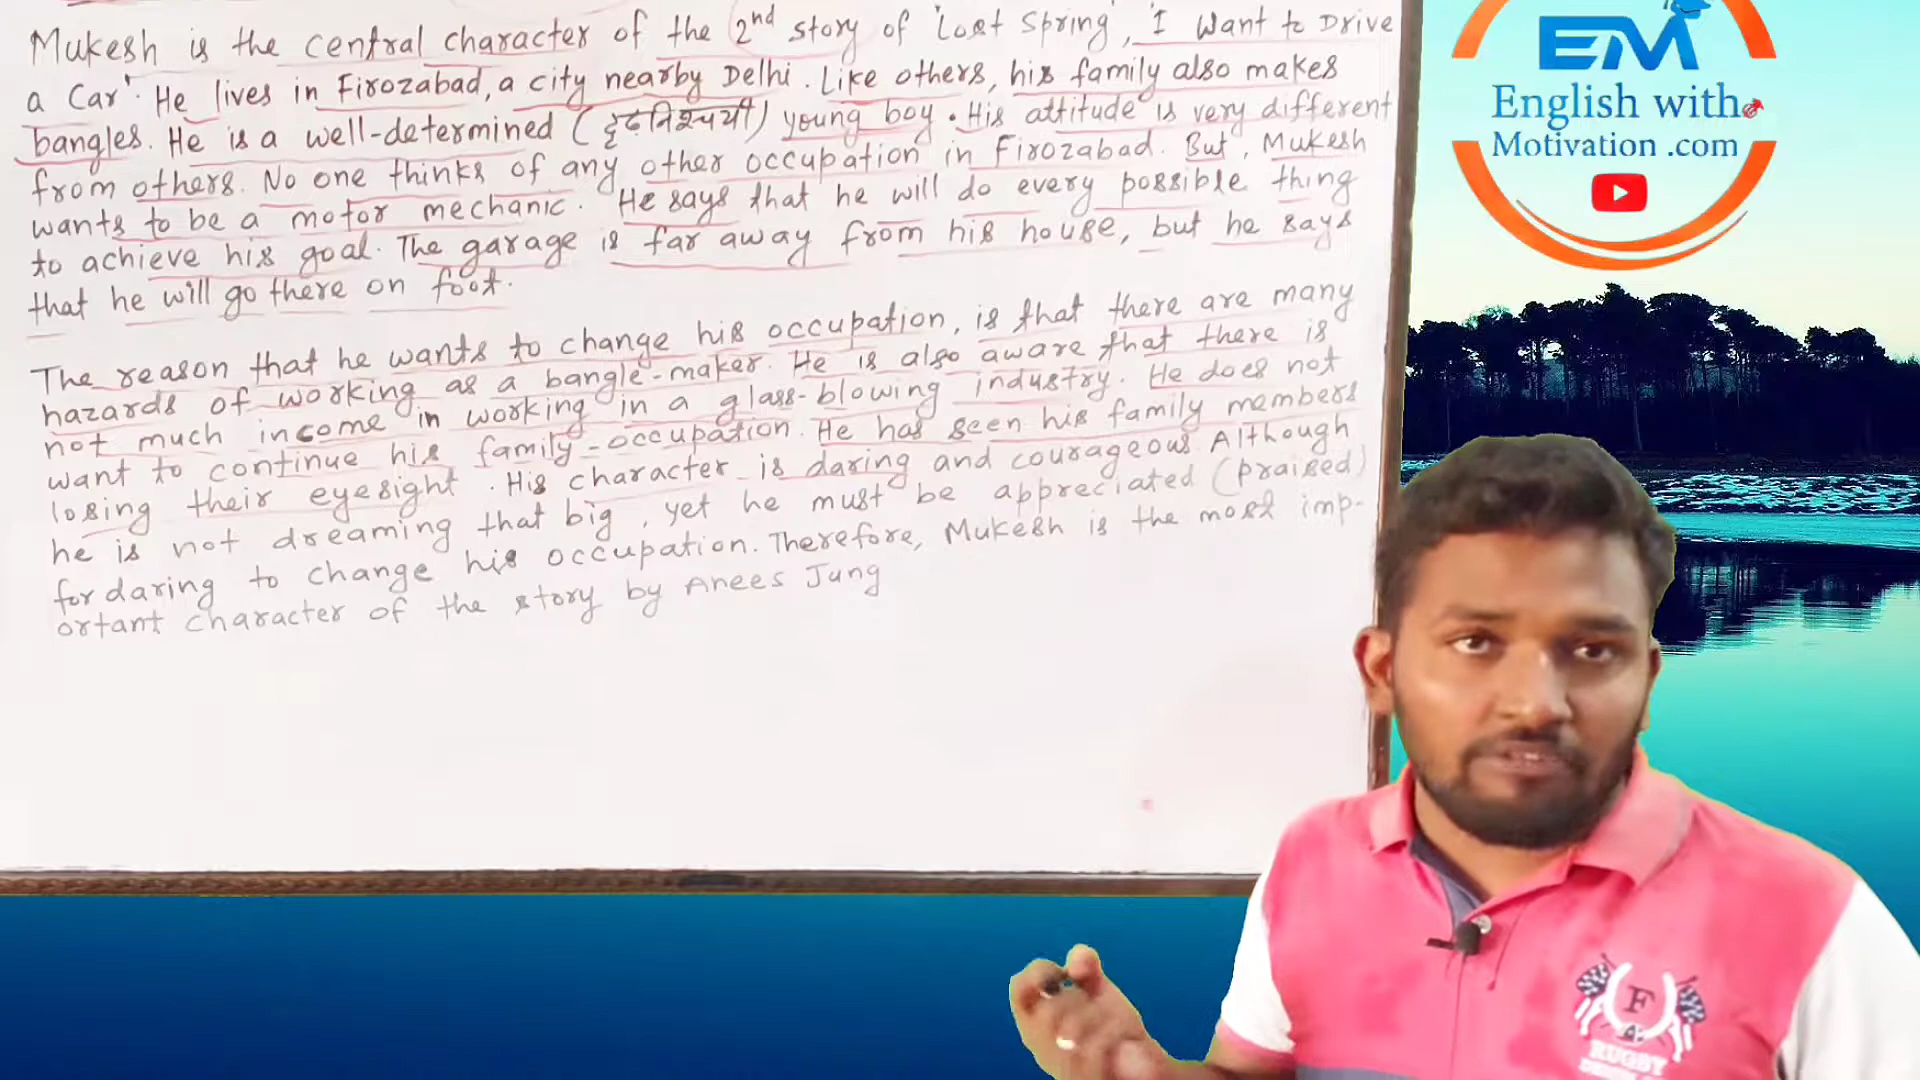 Mukesh is the central character of the 2nd story of 'Lost Spring', 'I Want to Drive
a Car'. He lives in Firozabad, a city nearby Delhi. Like others, his family also makes
bangles. He is a well-determined (दृढ़निश्चयी) young boy. His attitude is very different
from others. No one thinks of any other occupation in Firozabad. But, Mukesh
wants to be a motor mechanic. He says that he will do every possible thing
to achieve his goal. The garage is far away from his house, but he says
that he will go there on foot.
The reason that he wants to change his occupation, is that there are many
hazards of working as a bangle-maker. He is also aware that there is
not much income in working in a glass-blowing industry. He does not
want to continue his family-occupation. He has seen his family members
losing their eyesight. His character is daring and courageous. Although
he is not dreaming that big, yet he must be appreciated (praised)
for daring to change his occupation. Therefore, Mukesh is the most imp-
ortant character of the story by Anees Jung
EM
English with
Motivation .com
F
RUGBY